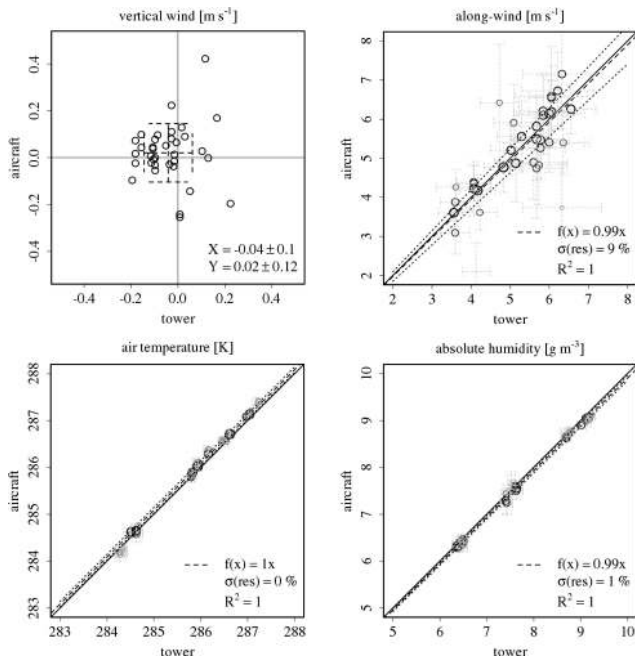 vertical wind [m s⁻¹]
aircraft
-0.4 -0.2 0.0 0.2 0.4
X = -0.04 ± 0.1
Y = 0.02 ± 0.12
-0.4 -0.2 0.0 0.2 0.4
tower
along-wind [m s⁻¹]
aircraft
2 3 4 5 6 7 8
f(x) = 0.99x
σ(res) = 9 %
R² = 1
2 3 4 5 6 7 8
tower
air temperature [K]
aircraft
283 284 285 286 287 288
f(x) = 1x
σ(res) = 0 %
R² = 1
283 284 285 286 287 288
tower
absolute humidity [g m⁻³]
aircraft
5 6 7 8 9 10
f(x) = 0.99x
σ(res) = 1 %
R² = 1
5 6 7 8 9 10
tower